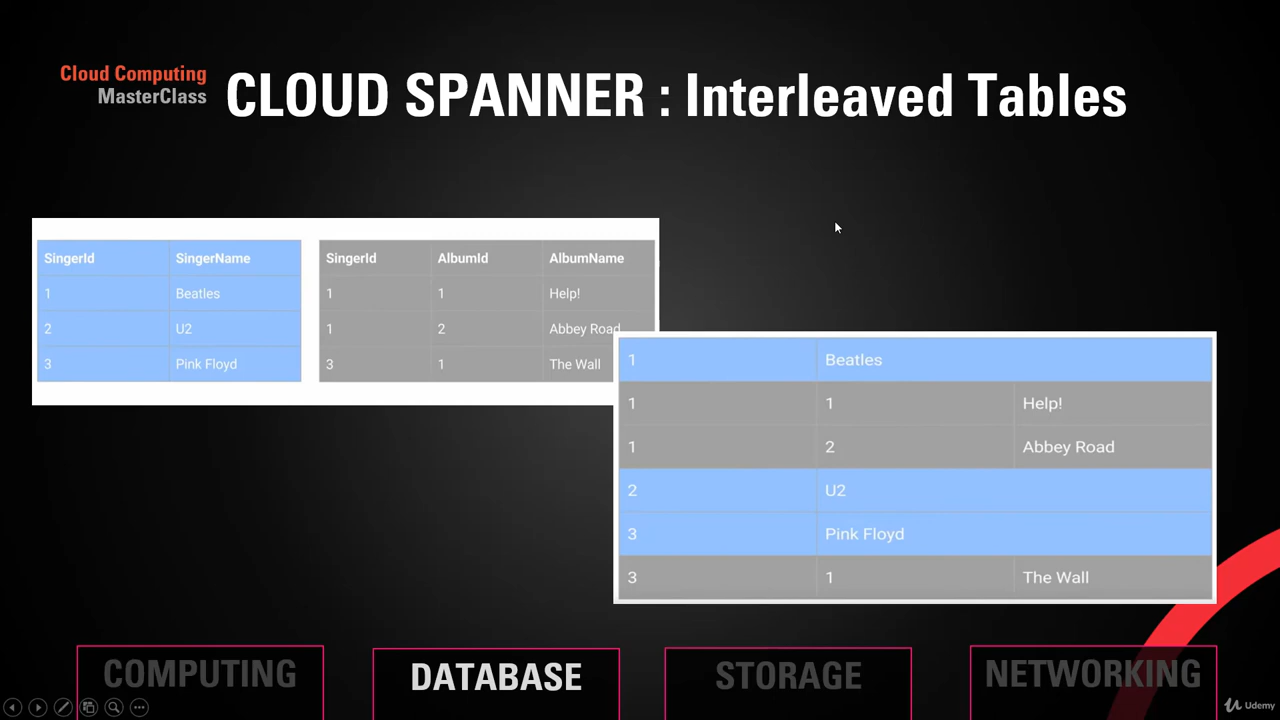 Cloud Computing
MasterClass
CLOUD SPANNER : Interleaved Tables
SingerId SingerName
1 Beatles
2 U2
3 Pink Floyd
SingerId AlbumId AlbumName
1 1 Help!
1 2 Abbey Road
3 1 The Wall
1 Beatles
1 1 Help!
1 2 Abbey Road
2 U2
3 Pink Floyd
3 1 The Wall
COMPUTING
DATABASE
STORAGE
NETWORKING
Udemy